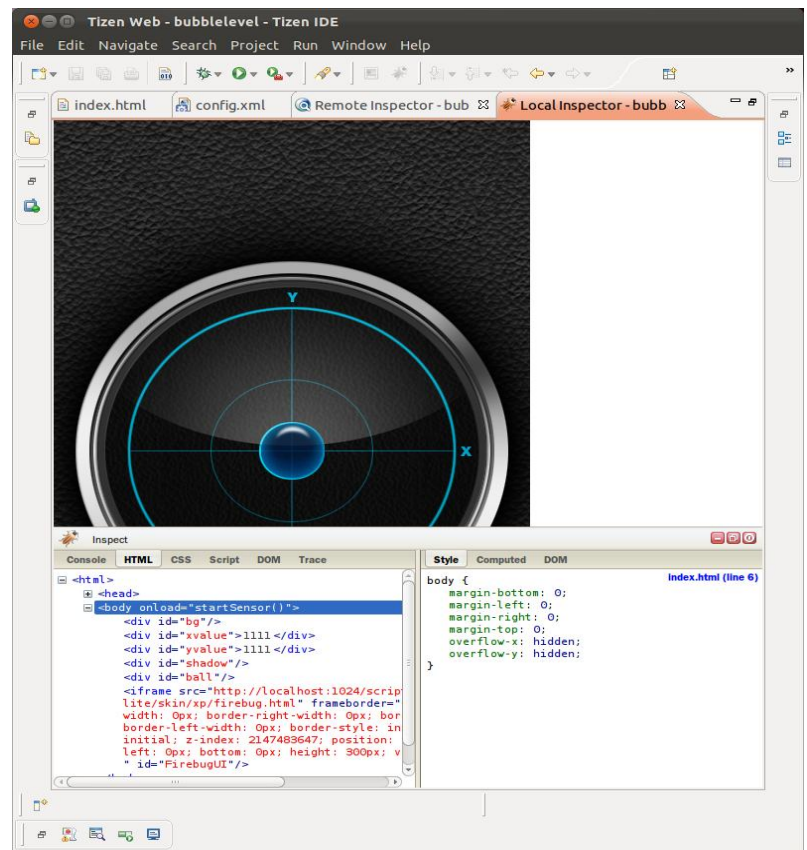 Tizen Web - bubblelevel - Tizen IDE
File Edit Navigate Search Project Run Window Help
index.html config.xml Remote Inspector - bub Local Inspector - bubb
Y
X
Inspect
Console HTML CSS Script DOM Trace
Style Computed DOM
<html>
<head>
<body onload="startSensor()">
<div id="bg"/>
<div id="xvalue">1111</div>
<div id="yvalue">1111</div>
<div id="shadow"/>
<div id="ball"/>
<iframe src="http://localhost:1024/scrip
lite/skin/xp/firebug.html" frameborder="
width: 0px; border-right-width: 0px; bor
border-left-width: 0px; border-style: in
initial; z-index: 2147483647; position:
left: 0px; bottom: 0px; height: 300px; v
" id="FirebugUI"/>
index.html (line 6)
body {
margin-bottom: 0;
margin-left: 0;
margin-right: 0;
margin-top: 0;
overflow-x: hidden;
overflow-y: hidden;
}